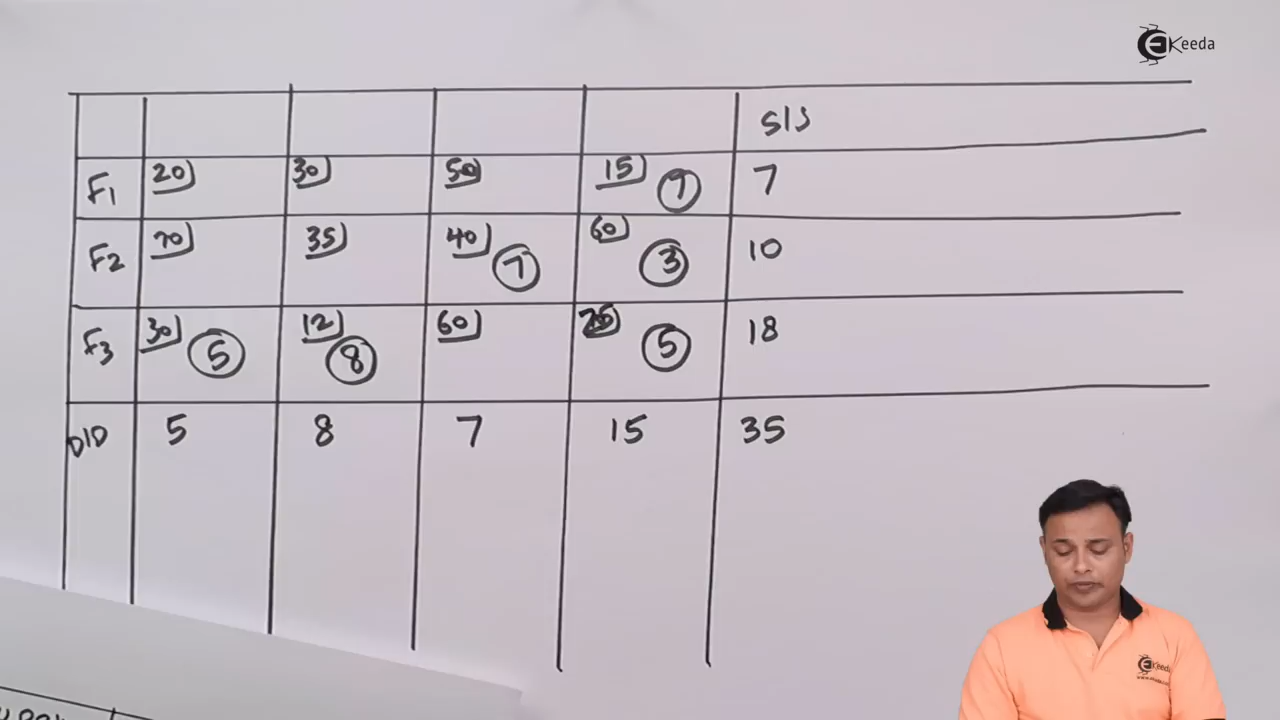 Keeda
S/S
F1 20 30 50 15 7 7
F2 70 35 40 7 60 3 10
F3 30 5 12 8 60 5 18
D/D 5 8 7 15 35
Keeda